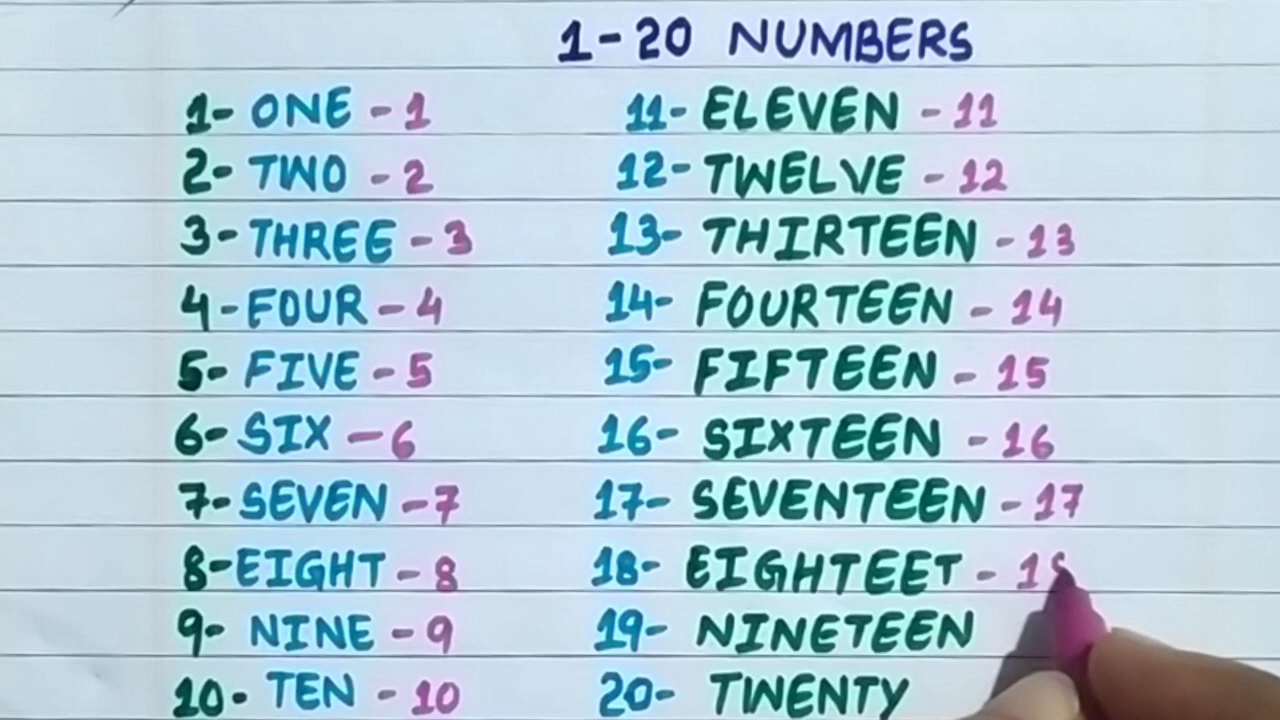 1-20 NUMBERS
1- ONE - 1
2- TWO - 2
3- THREE - 3
4- FOUR - 4
5- FIVE - 5
6- SIX - 6
7- SEVEN - 7
8- EIGHT - 8
9- NINE - 9
10- TEN - 10
11- ELEVEN - 11
12- TWELVE - 12
13- THIRTEEN - 13
14- FOURTEEN - 14
15- FIFTEEN - 15
16- SIXTEEN - 16
17- SEVENTEEN - 17
18- EIGHTEET - 18
19- NINETEEN
20- TWENTY